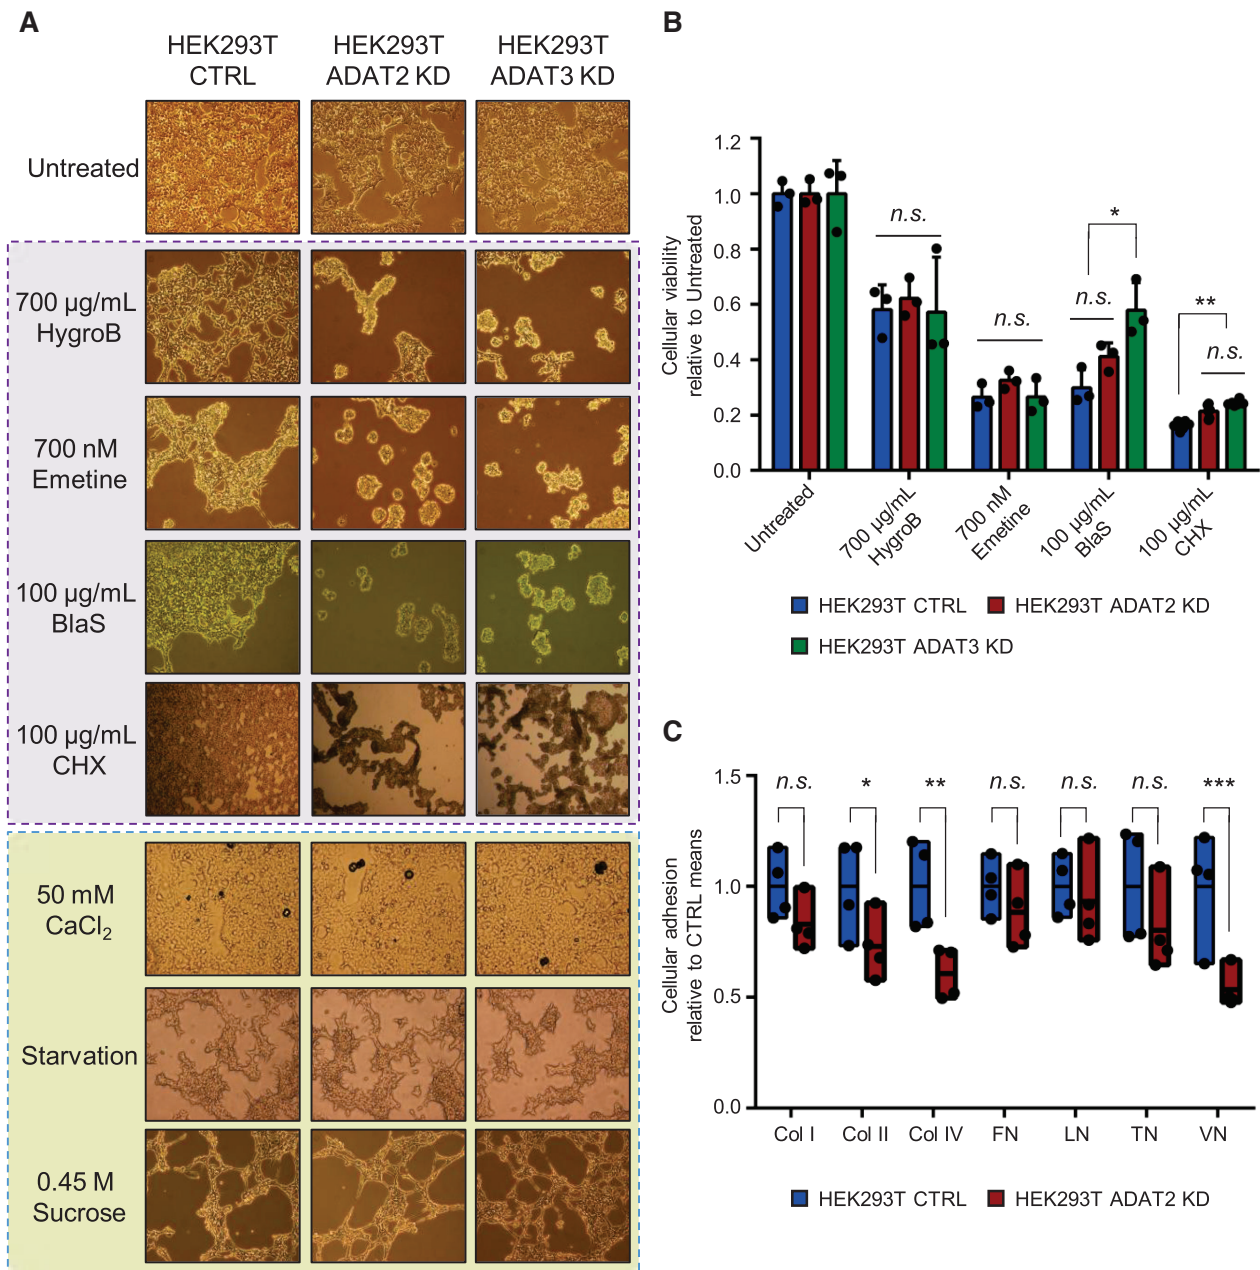 A
HEK293T
CTRL
HEK293T
ADAT2 KD
HEK293T
ADAT3 KD
Untreated
700 µg/mL
HygroB
700 nM
Emetine
100 µg/mL
BlaS
100 µg/mL
CHX
50 mM
CaCl2
Starvation
0.45 M
Sucrose
B
Cellular viability
relative to Untreated
1.2
1.0
0.8
0.6
0.4
0.2
0.0
n.s.
n.s.
n.s.
*
n.s.
**
Untreated
700 µg/mL
HygroB
700 nM
Emetine
100 µg/mL
BlaS
100 µg/mL
CHX
HEK293T CTRL
HEK293T ADAT2 KD
HEK293T ADAT3 KD
C
Cellular adhesion
relative to CTRL means
1.5
1.0
0.5
0.0
n.s.
*
**
n.s.
n.s.
n.s.
***
Col I
Col II
Col IV
FN
LN
TN
VN
HEK293T CTRL
HEK293T ADAT2 KD